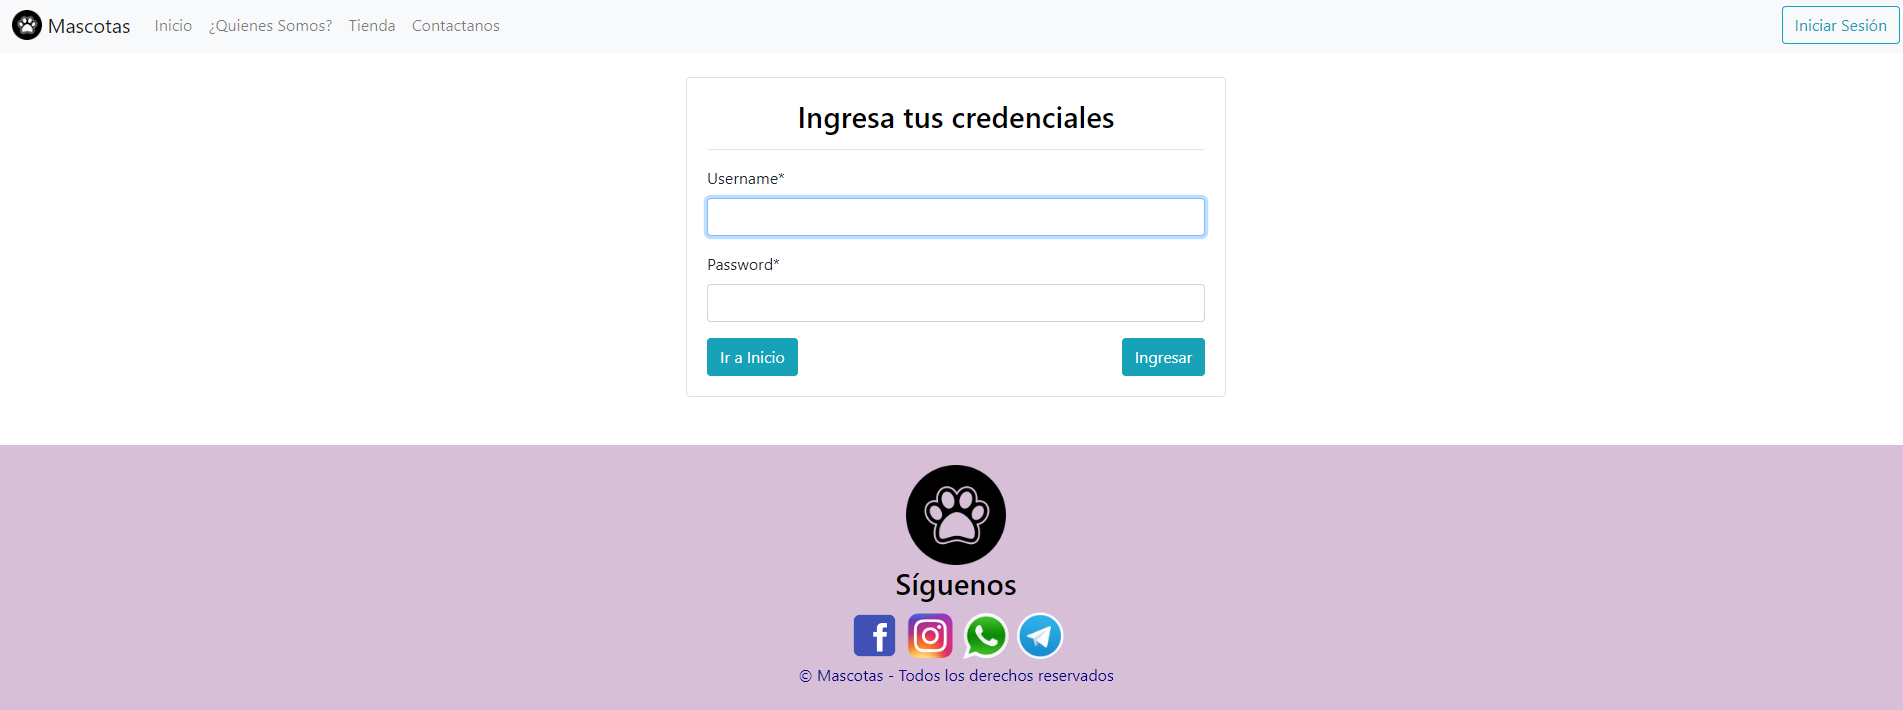 Mascotas Inicio ¿Quienes Somos? Tienda Contactanos Iniciar Sesión
Ingresa tus credenciales
Username*
Password*
Ir a Inicio Ingresar
Síguenos
© Mascotas - Todos los derechos reservados